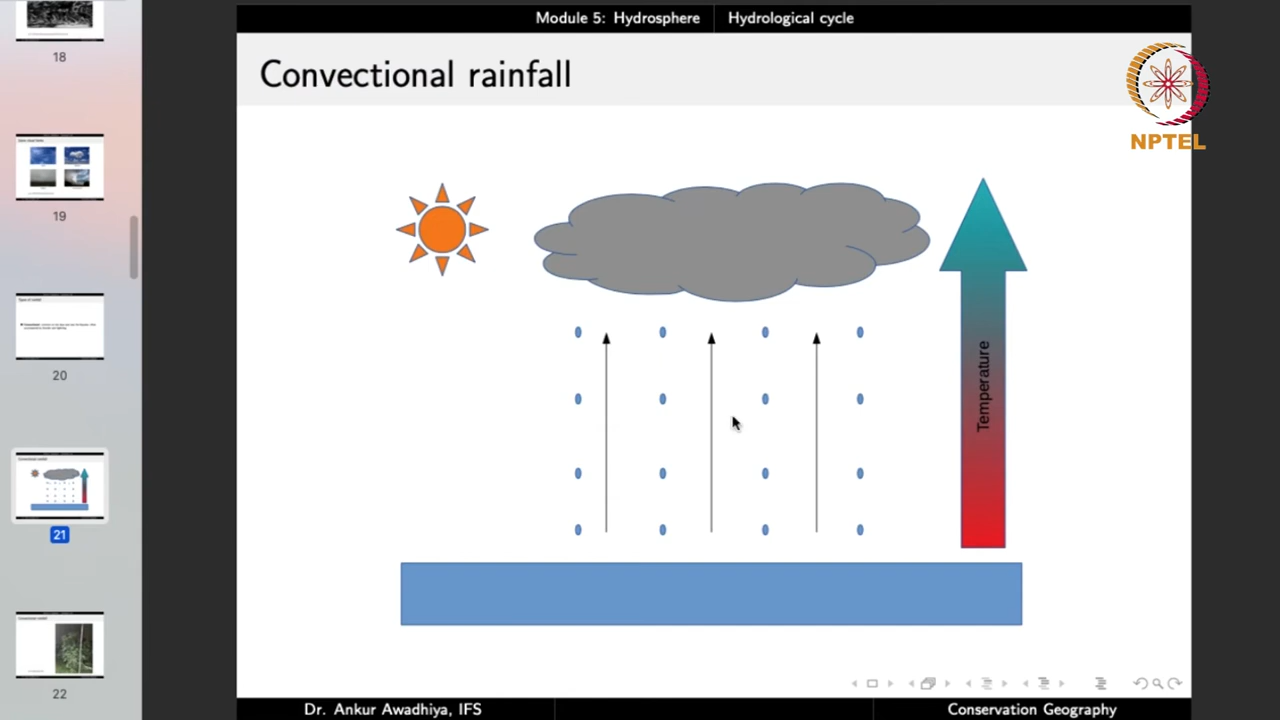 Module 5: Hydrosphere Hydrological cycle
Convectional rainfall
NPTEL
Temperature
18
19
20
21
22
Dr. Ankur Awadhiya, IFS Conservation Geography